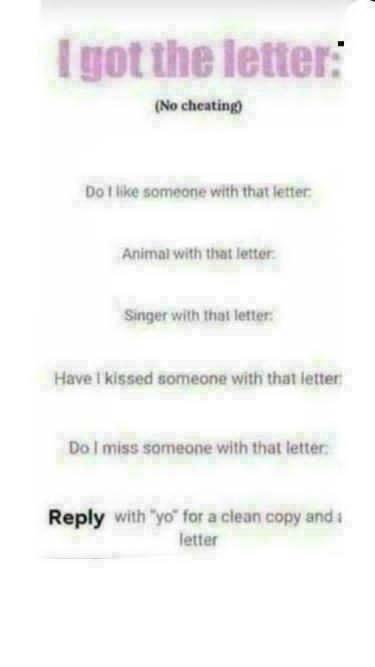 I got the letter:
(No cheating)
Do I like someone with that letter:
Animal with that letter:
Singer with that letter:
Have I kissed someone with that letter:
Do I miss someone with that letter:
Reply with "yo" for a clean copy and a
letter